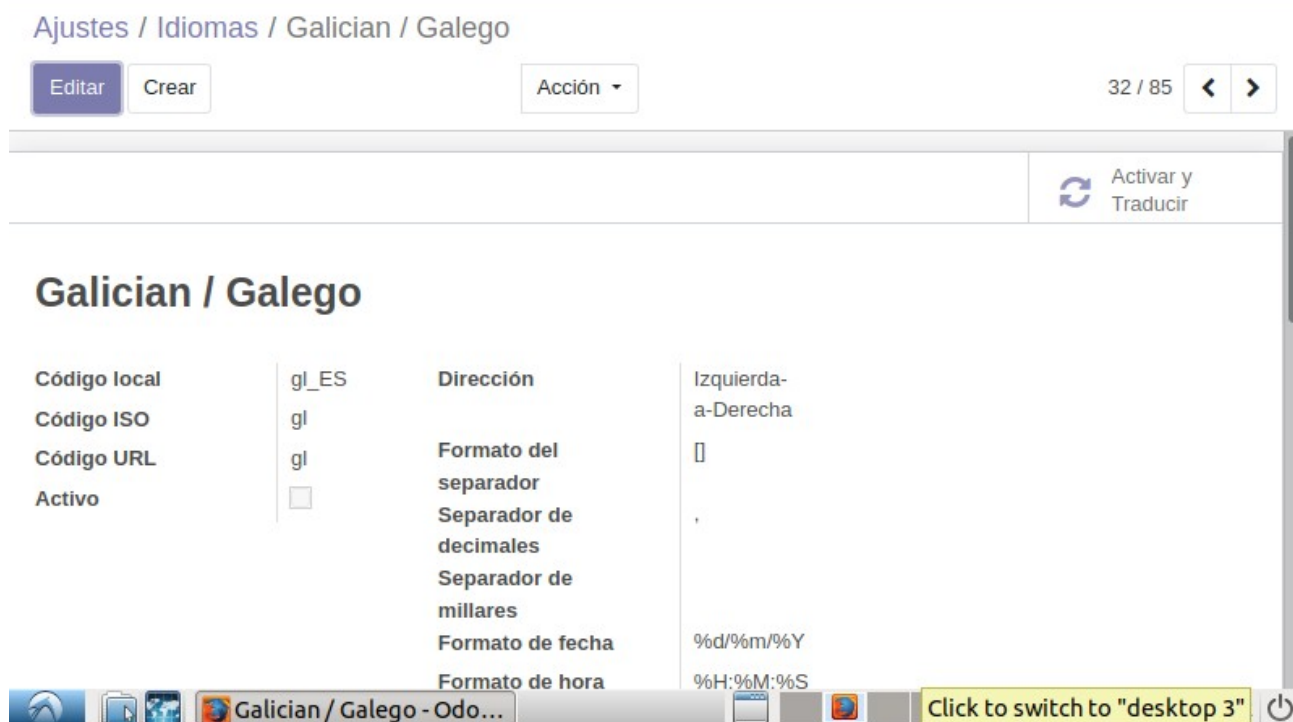 Ajustes / Idiomas / Galician / Galego
Editar Crear Acción 32 / 85
Activar y
Traducir
Galician / Galego
Código local gl_ES
Código ISO gl
Código URL gl
Activo
Dirección Izquierda-
a-Derecha
Formato del []
separador
Separador de ,
decimales
Separador de
millares
Formato de fecha %d/%m/%Y
Formato de hora %H:%M:%S
Galician / Galego - Odo... Click to switch to "desktop 3"